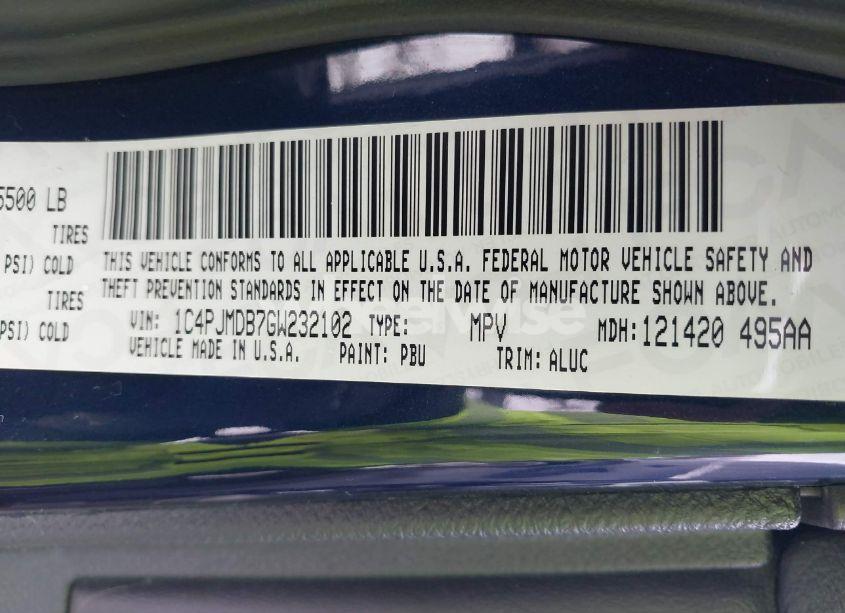 5500 LB
TIRES
PSI) COLD
TIRES
PSI) COLD
THIS VEHICLE CONFORMS TO ALL APPLICABLE U.S.A. FEDERAL MOTOR VEHICLE SAFETY AND
THEFT PREVENTION STANDARDS IN EFFECT ON THE DATE OF MANUFACTURE SHOWN ABOVE.
VIN: 1C4PJMDB7GW232102 TYPE: MPV MDH: 121420 495AA
VEHICLE MADE IN U.S.A. PAINT: PBU TRIM: ALUC